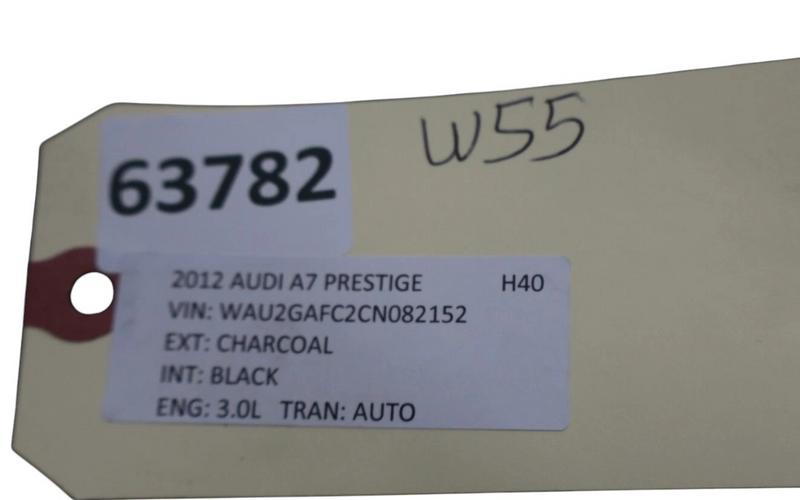 W55
63782
2012 AUDI A7 PRESTIGE H40
VIN: WAU2GAFC2CN082152
EXT: CHARCOAL
INT: BLACK
ENG: 3.0L TRAN: AUTO